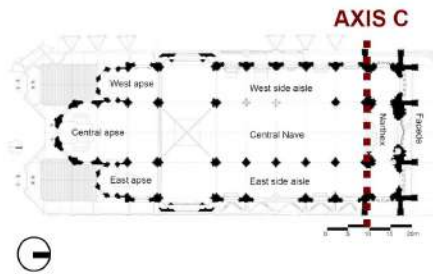 AXIS C
West apse
West side aisle
Central apse
Central Nave
Narthex
Facade
East apse
East side aisle
0 5 10 15 20m